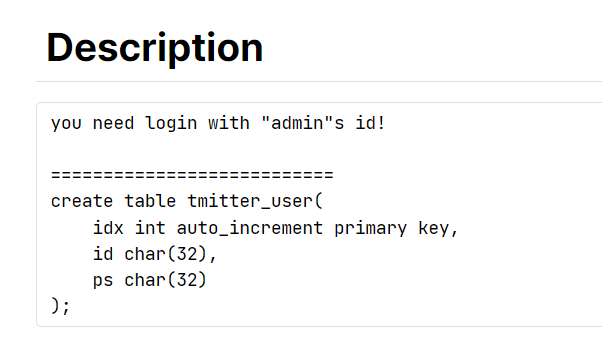 Description
you need login with "admin"s id!
===========================
create table tmitter_user(
    idx int auto_increment primary key,
    id char(32),
    ps char(32)
);